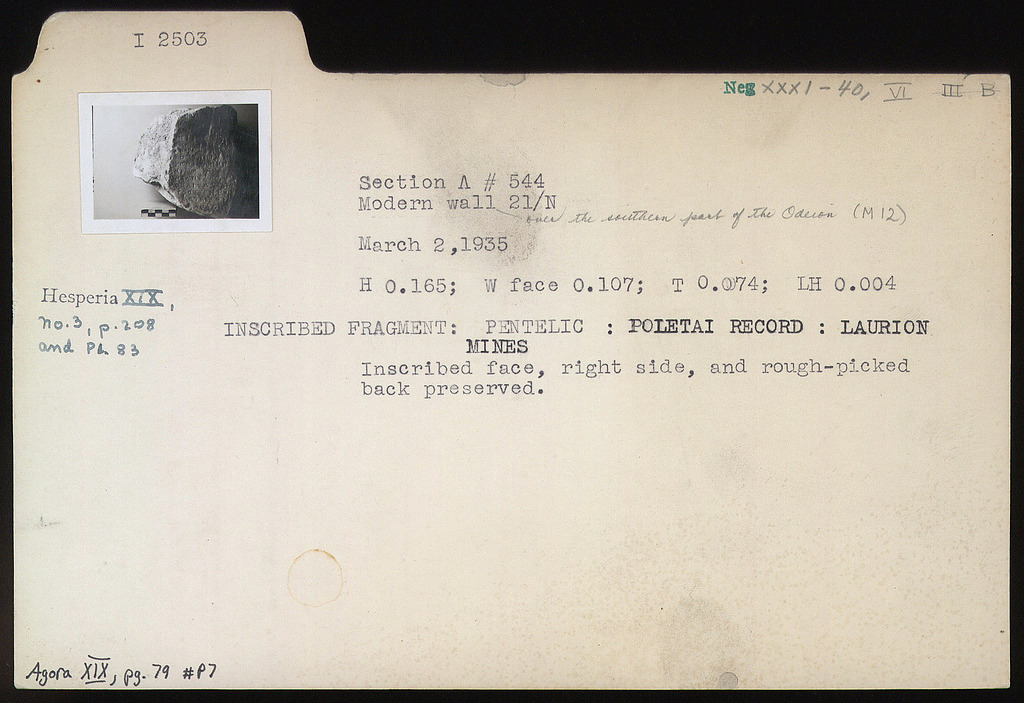 I 2503
Neg XXXI - 40, VI III B
Section A # 544
Modern wall 21/N
over the southern part of the Odeion (M 12)
March 2,1935
H 0.165; W face 0.107; T 0.074; LH 0.004
Hesperia XIX,
no.3, p.208
and Pl. 83
INSCRIBED FRAGMENT: PENTELIC : POLETAI RECORD : LAURION
MINES
Inscribed face, right side, and rough-picked
back preserved.
Agora XIX, pg. 79 #P7